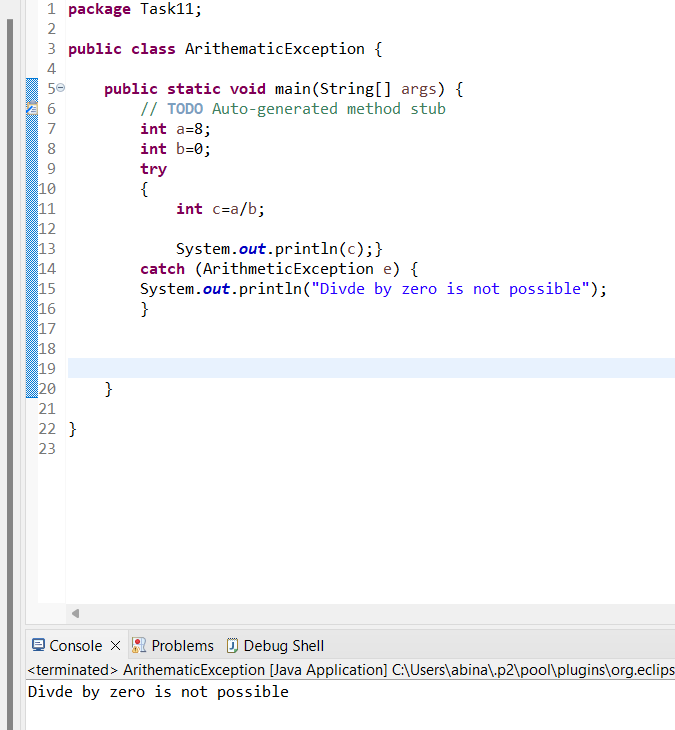 1 package Task11;
2
3 public class ArithematicException {
4
5 public static void main(String[] args) {
6 // TODO Auto-generated method stub
7 int a=8;
8 int b=0;
9 try
10 {
11 int c=a/b;
12
13 System.out.println(c);}
14 catch (ArithmeticException e) {
15 System.out.println("Divde by zero is not possible");
16 }
17
18
19
20 }
21
22 }
23
Console Problems Debug Shell
<terminated> ArithematicException [Java Application] C:\Users\abina\.p2\pool\plugins\org.eclips
Divde by zero is not possible